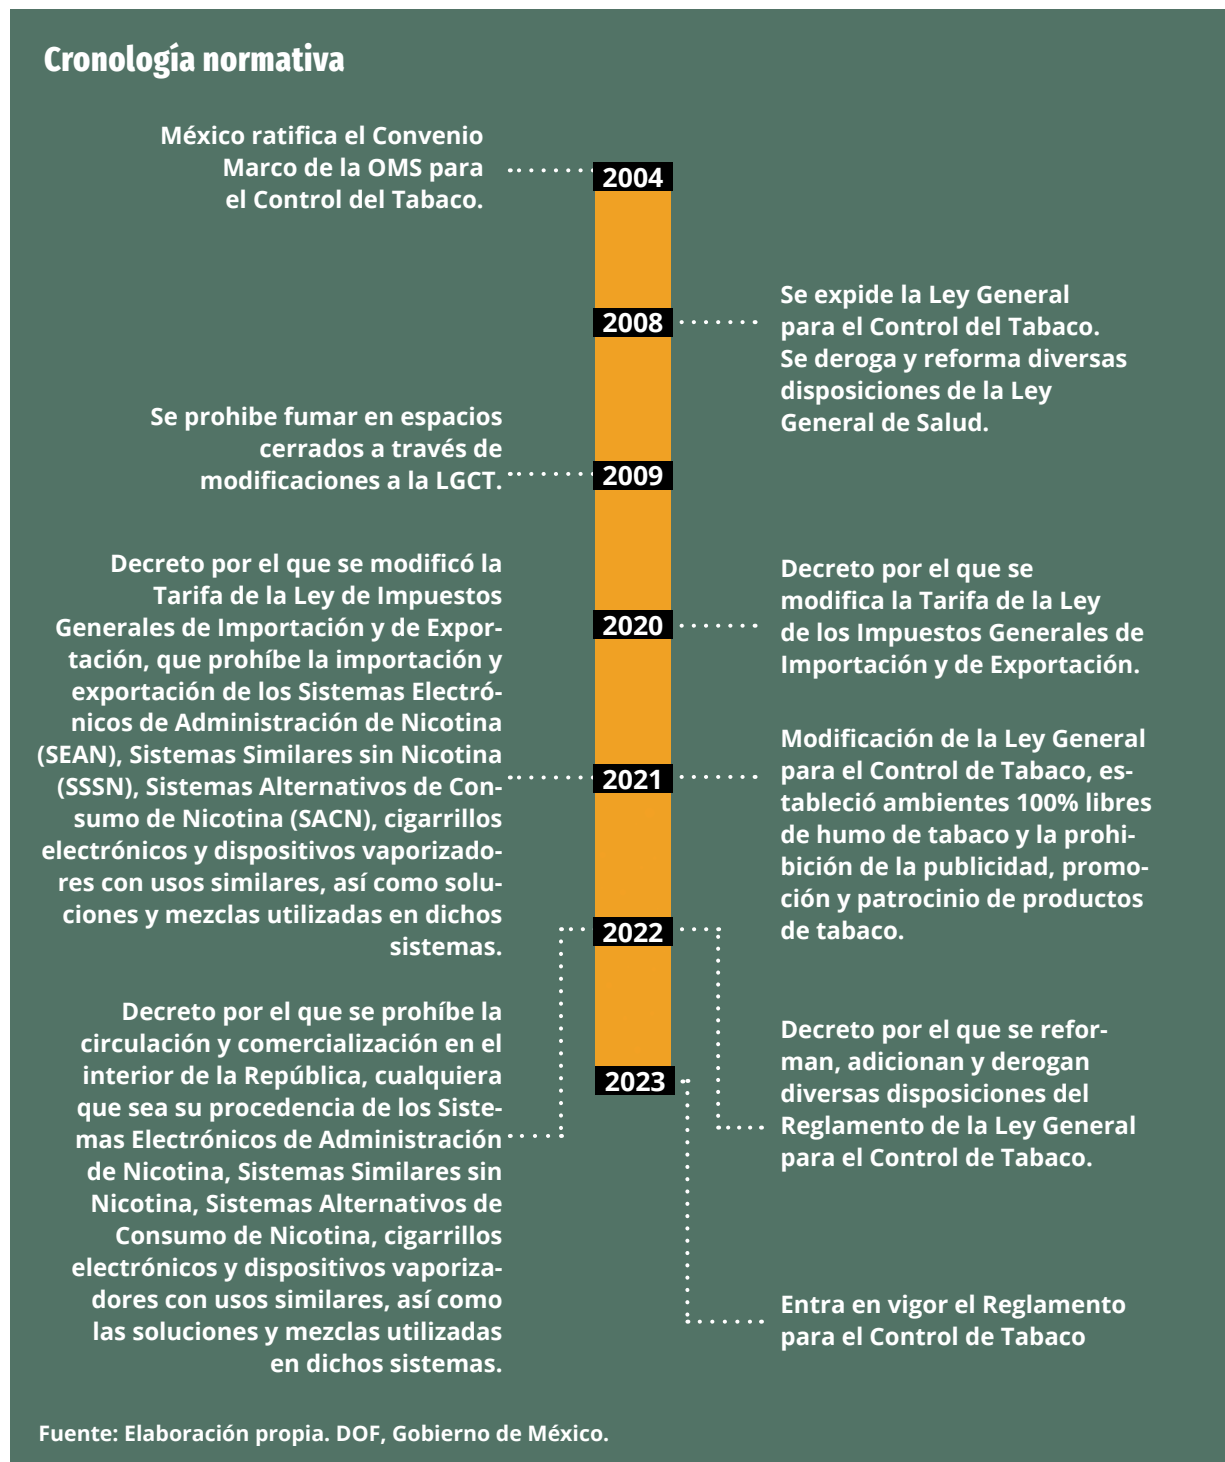 Cronología normativa
México ratifica el Convenio
Marco de la OMS para
el Control del Tabaco.
2004
2008
Se expide la Ley General
para el Control del Tabaco.
Se deroga y reforma diversas
disposiciones de la Ley
General de Salud.
Se prohibe fumar en espacios
cerrados a través de
modificaciones a la LGCT.
2009
2020
Decreto por el que se
modifica la Tarifa de la Ley
de los Impuestos Generales de
Importación y de Exportación.
Decreto por el que se modificó la
Tarifa de la Ley de Impuestos
Generales de Importación y de Expor-
tación, que prohíbe la importación y
exportación de los Sistemas Electró-
nicos de Administración de Nicotina
(SEAN), Sistemas Similares sin Nicotina
(SSSN), Sistemas Alternativos de Con-
sumo de Nicotina (SACN), cigarrillos
electrónicos y dispositivos vaporizado-
res con usos similares, así como solu-
ciones y mezclas utilizadas en dichos
sistemas.
2021
Modificación de la Ley General
para el Control de Tabaco, es-
tableció ambientes 100% libres
de humo de tabaco y la prohi-
bición de la publicidad, promo-
ción y patrocinio de productos
de tabaco.
2022
Decreto por el que se prohíbe la
circulación y comercialización en el
interior de la República, cualquiera
que sea su procedencia de los Siste-
mas Electrónicos de Administración
de Nicotina, Sistemas Similares sin
Nicotina, Sistemas Alternativos de
Consumo de Nicotina, cigarrillos
electrónicos y dispositivos vaporiza-
dores con usos similares, así como
las soluciones y mezclas utilizadas
en dichos sistemas.
Decreto por el que se refor-
man, adicionan y derogan
diversas disposiciones del
Reglamento de la Ley General
para el Control de Tabaco.
2023
Entra en vigor el Reglamento
para el Control de Tabaco
Fuente: Elaboración propia. DOF, Gobierno de México.